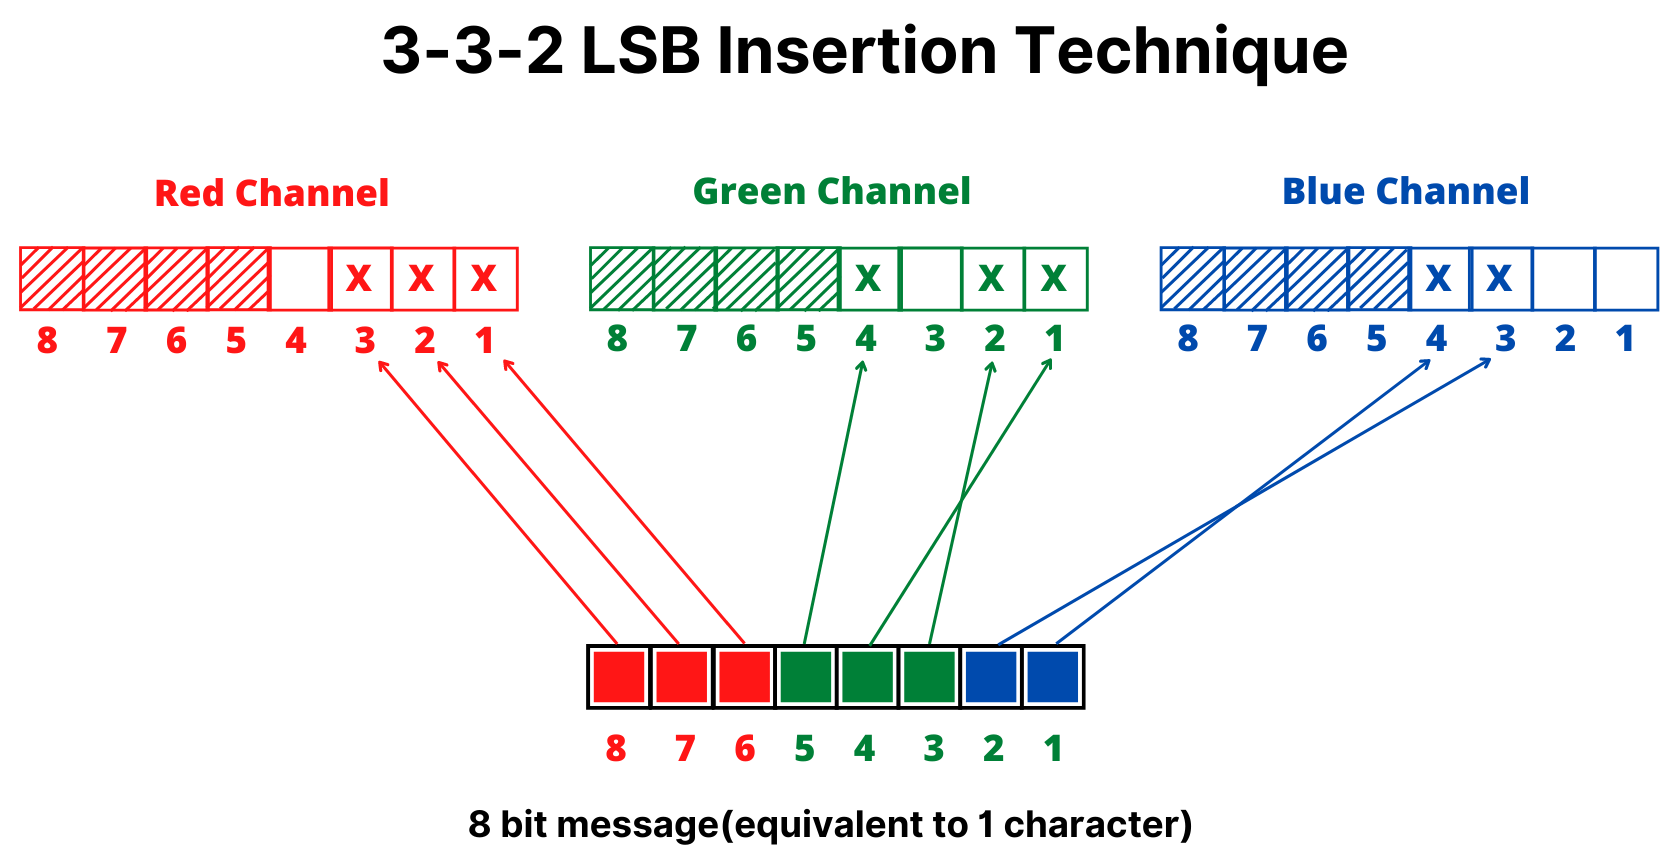 3-3-2 LSB Insertion Technique
Red Channel Green Channel Blue Channel
X X X X X X X X
8 7 6 5 4 3 2 1 8 7 6 5 4 3 2 1 8 7 6 5 4 3 2 1
8 7 6 5 4 3 2 1
8 bit message(equivalent to 1 character)